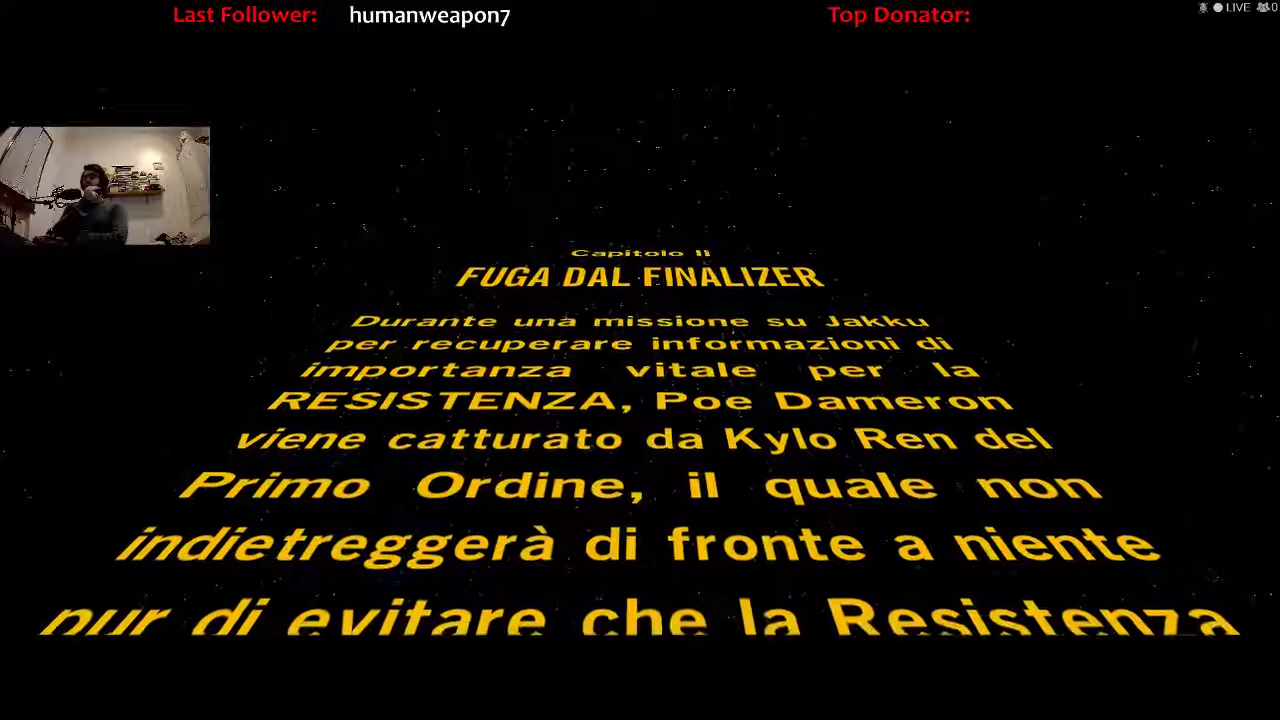 Last Follower: humanweapon7 Top Donator: LIVE 0
Capitolo II
FUGA DAL FINALIZER
Durante una missione su Jakku
per recuperare informazioni di
importanza vitale per la
RESISTENZA, Poe Dameron
viene catturato da Kylo Ren del
Primo Ordine, il quale non
indietreggerà di fronte a niente
pur di evitare che la Resistenza